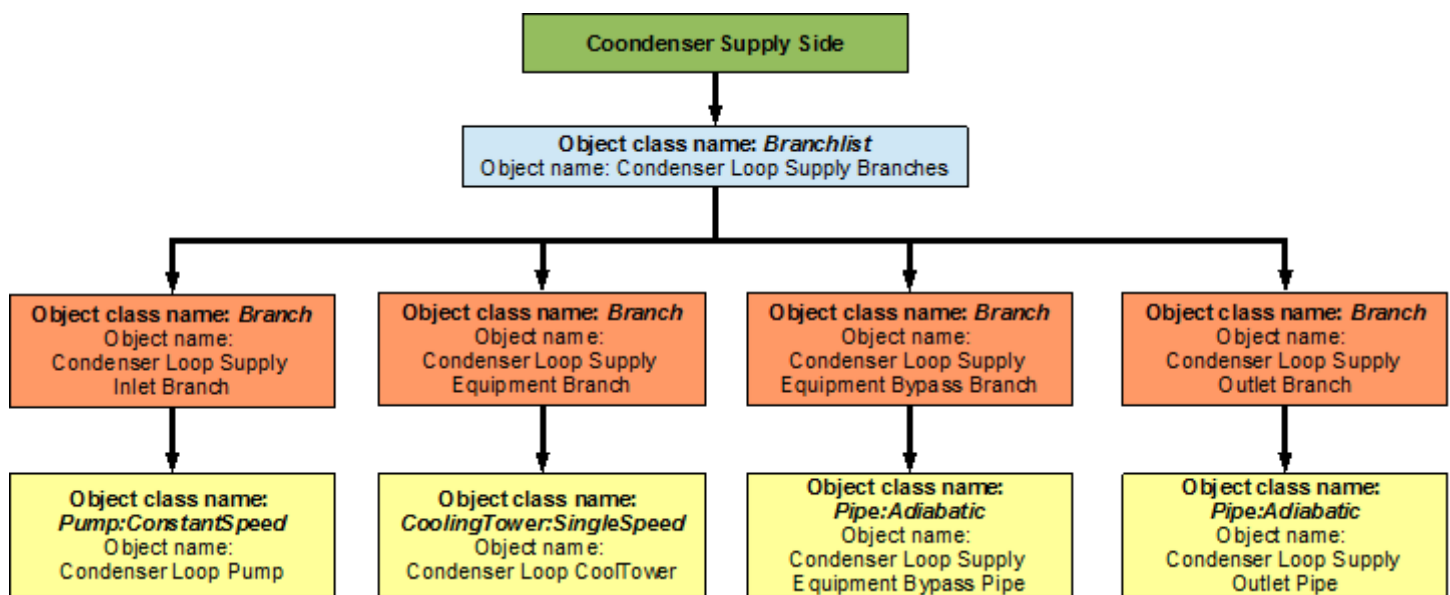 Coondenser Supply Side
Object class name: Branchlist
Object name: Condenser Loop Supply Branches
Object class name: Branch
Object name:
Condenser Loop Supply
Inlet Branch
Object class name: Branch
Object name:
Condenser Loop Supply
Equipment Branch
Object class name: Branch
Object name:
Condenser Loop Supply
Equipment Bypass Branch
Object class name: Branch
Object name:
Condenser Loop Supply
Outlet Branch
Object class name:
Pump:ConstantSpeed
Object name:
Condenser Loop Pump
Object class name:
CoolingTower:SingleSpeed
Object name:
Condenser Loop CoolTower
Object class name:
Pipe:Adiabatic
Object name:
Condenser Loop Supply
Equipment Bypass Pipe
Object class name:
Pipe:Adiabatic
Object name:
Condenser Loop Supply
Outlet Pipe